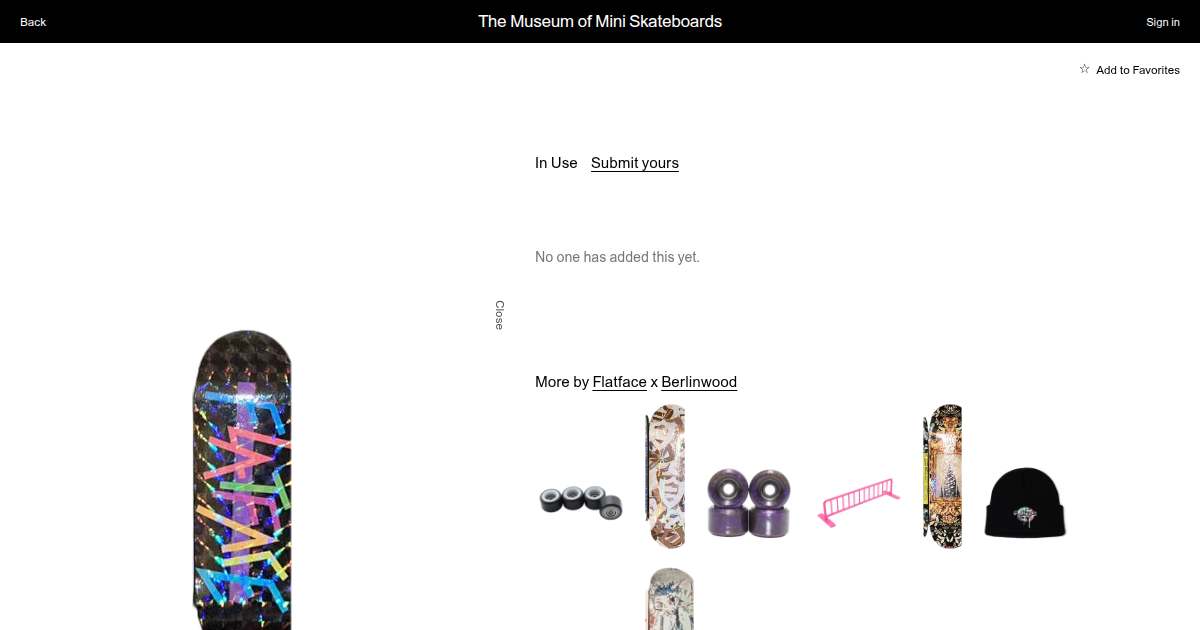 Back
The Museum of Mini Skateboards
Sign in
☆ Add to Favorites
In Use Submit yours
No one has added this yet.
Close
More by Flatface x Berlinwood
FLATFACE